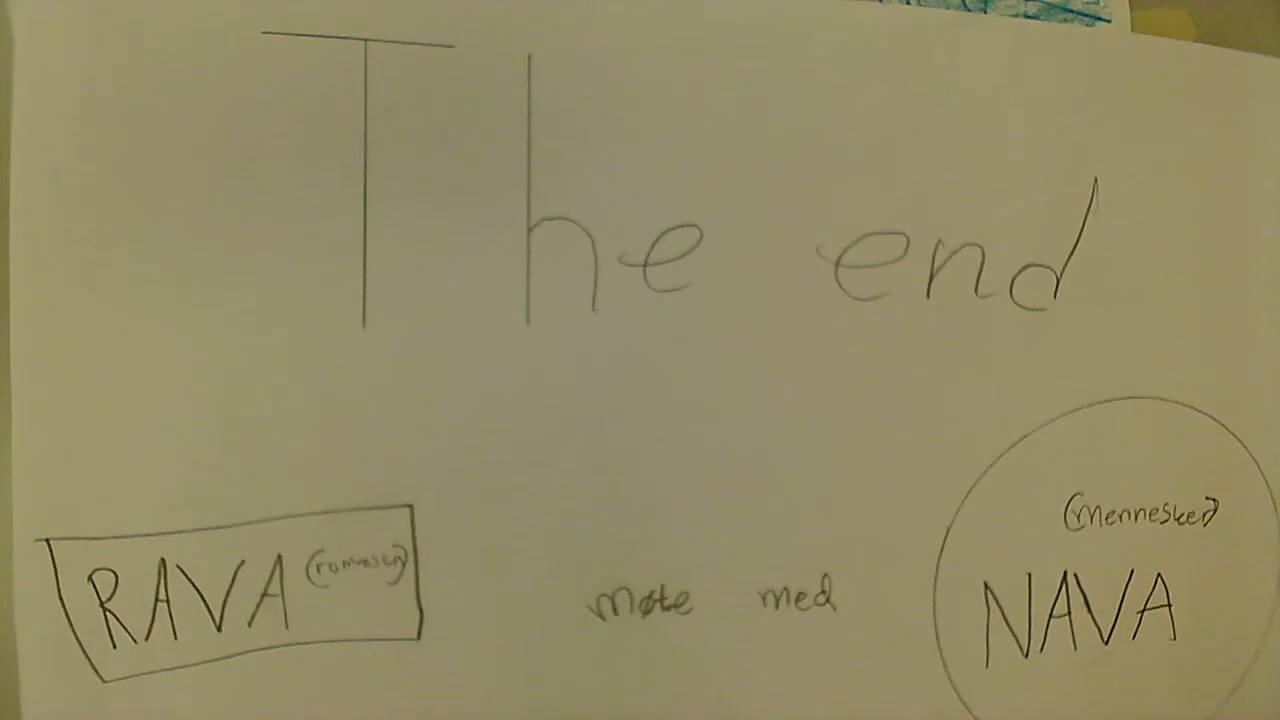 The end
RAVA (romvesen)
møte med
(mennesker)
NAVA